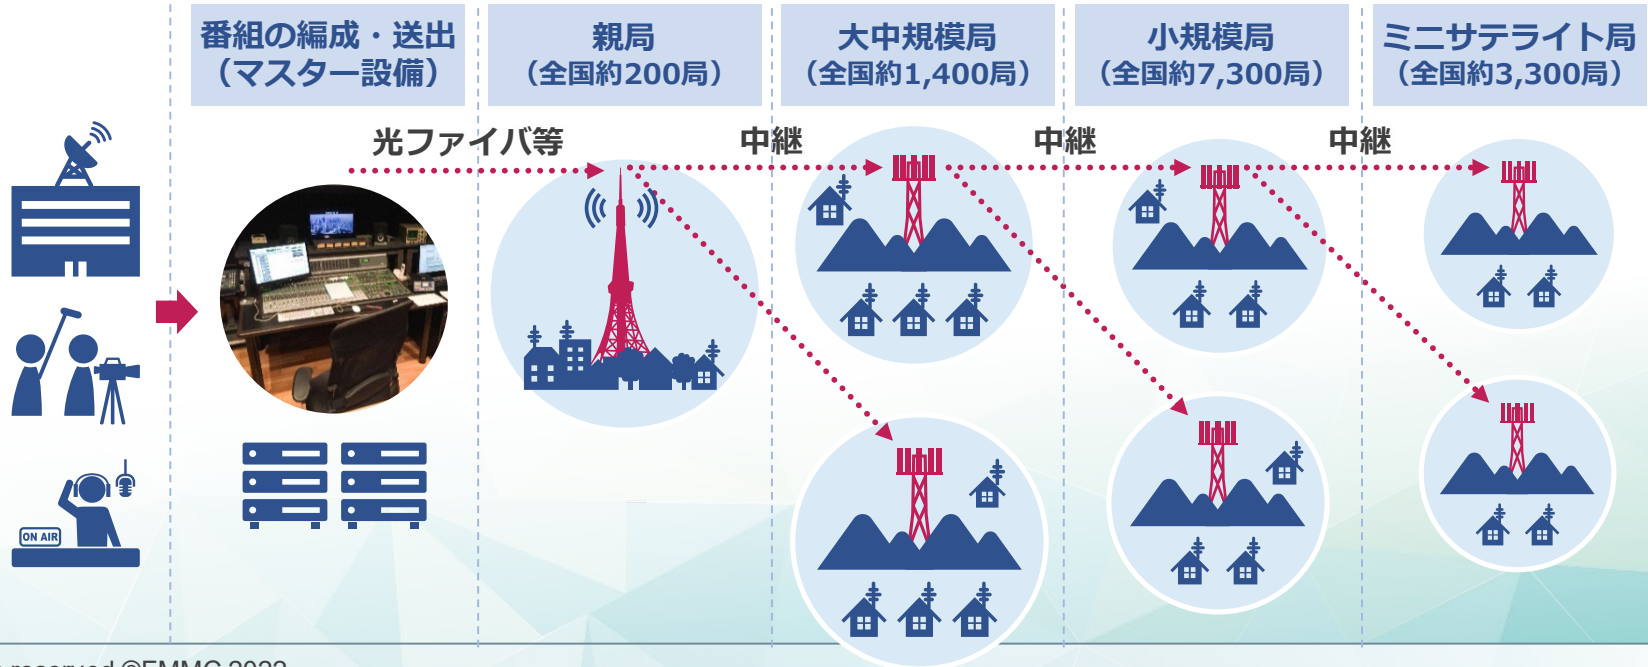 番組の編成・送出
（マスター設備）
親局
（全国約200局）
大中規模局
（全国約1,400局）
小規模局
（全国約7,300局）
ミニサテライト局
（全国約3,300局）
光ファイバ等
中継
中継
中継
ON AIR
reserved ©FMMC 2022